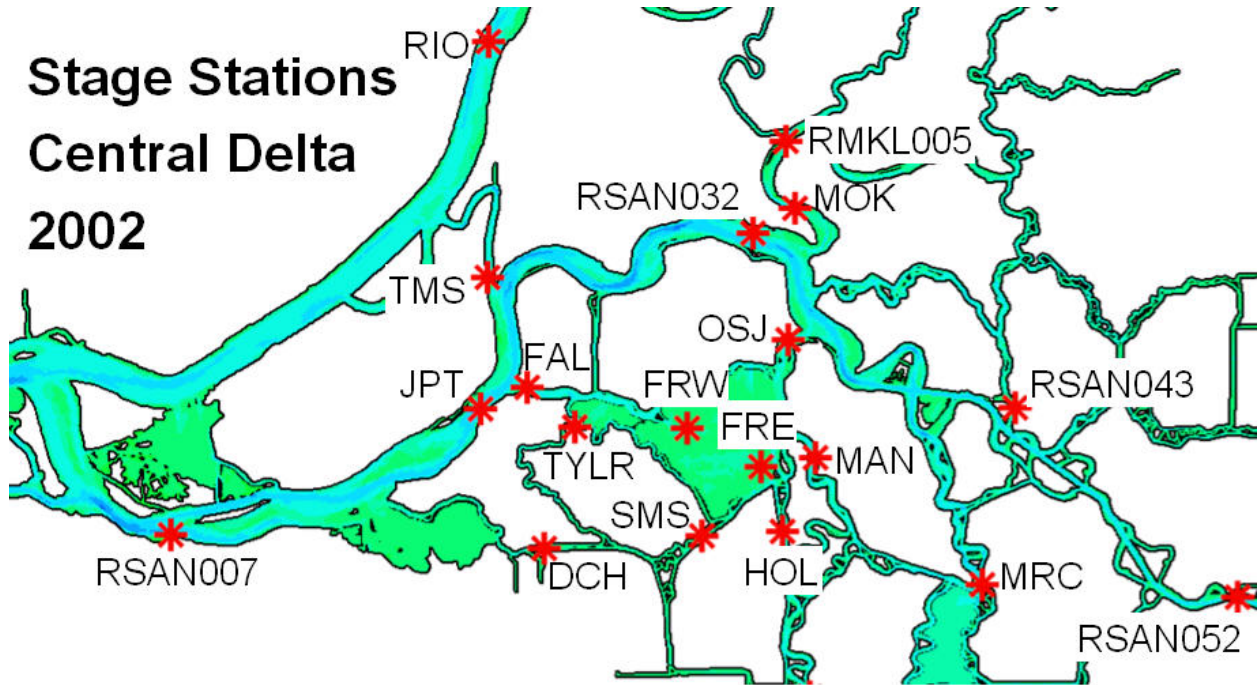 Stage Stations
Central Delta
2002
RIO
RMKL005
RSAN032
MOK
TMS
OSJ
FAL
JPT
FRW
RSAN043
FRE
TYLR
MAN
SMS
RSAN007
DCH
HOL
MRC
RSAN052